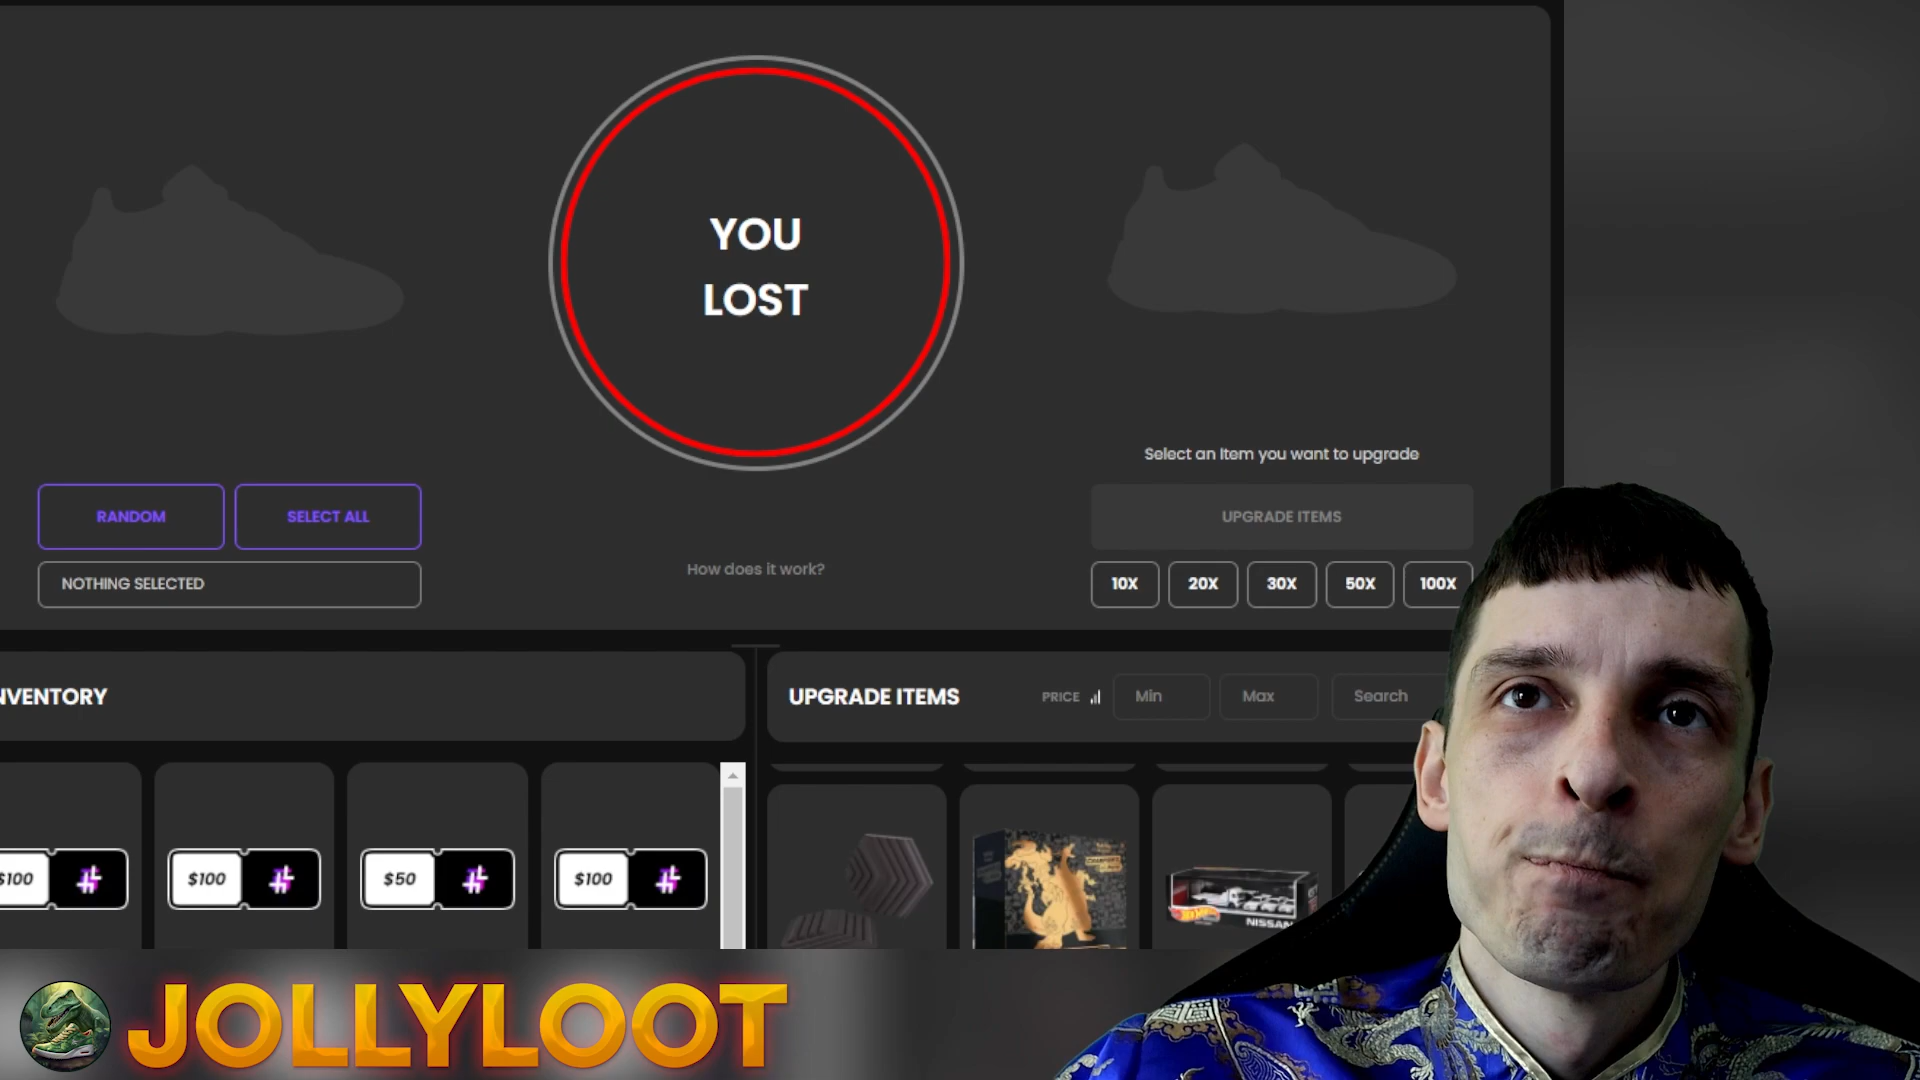 YOU
LOST
Select an item you want to upgrade
RANDOM
SELECT ALL
UPGRADE ITEMS
How does it work?
NOTHING SELECTED
10X
20X
30X
50X
100X
NVENTORY
UPGRADE ITEMS
PRICE
Min
Max
Search
$100
$100
$50
$100
NISSAN
JOLLYLOOT